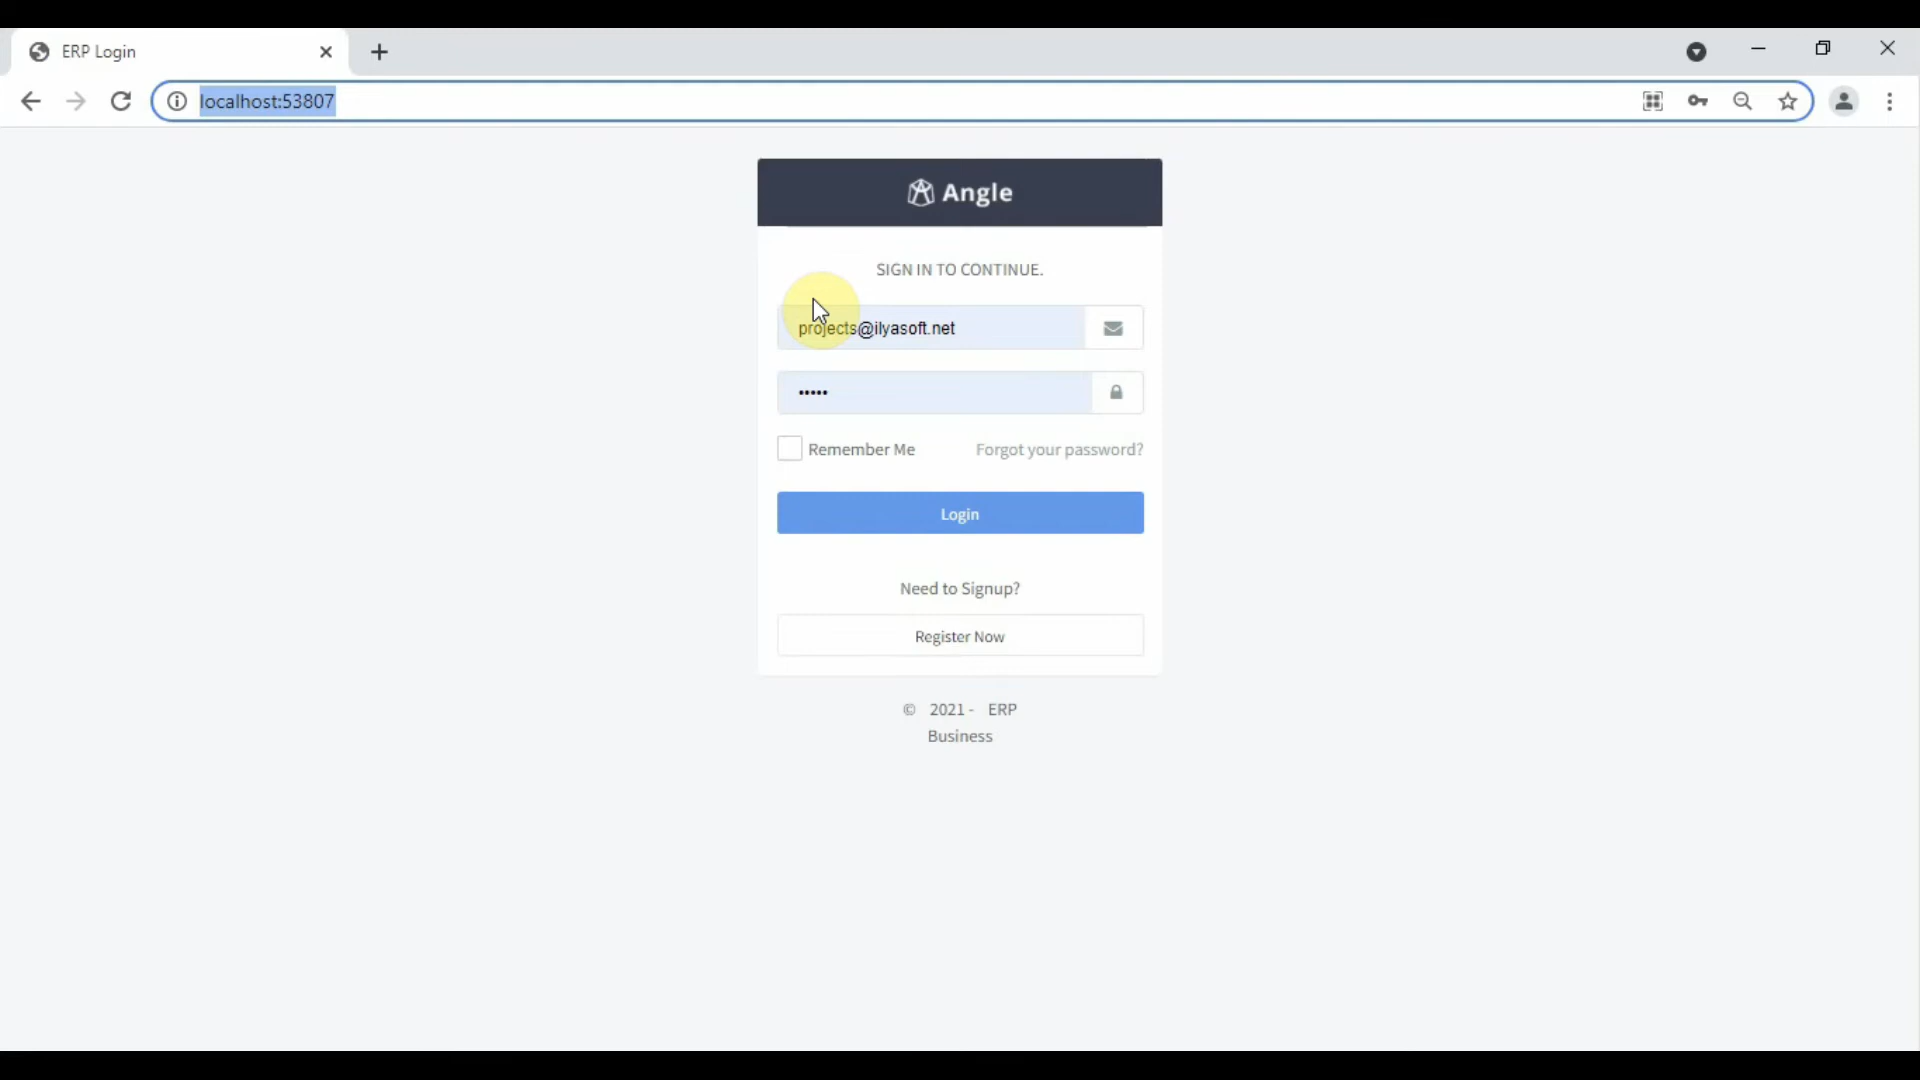 ERP Login
localhost:53807
Angle
SIGN IN TO CONTINUE.
projects@ilyasoft.net
•••••
Remember Me Forgot your password?
Login
Need to Signup?
Register Now
© 2021 - ERP
Business